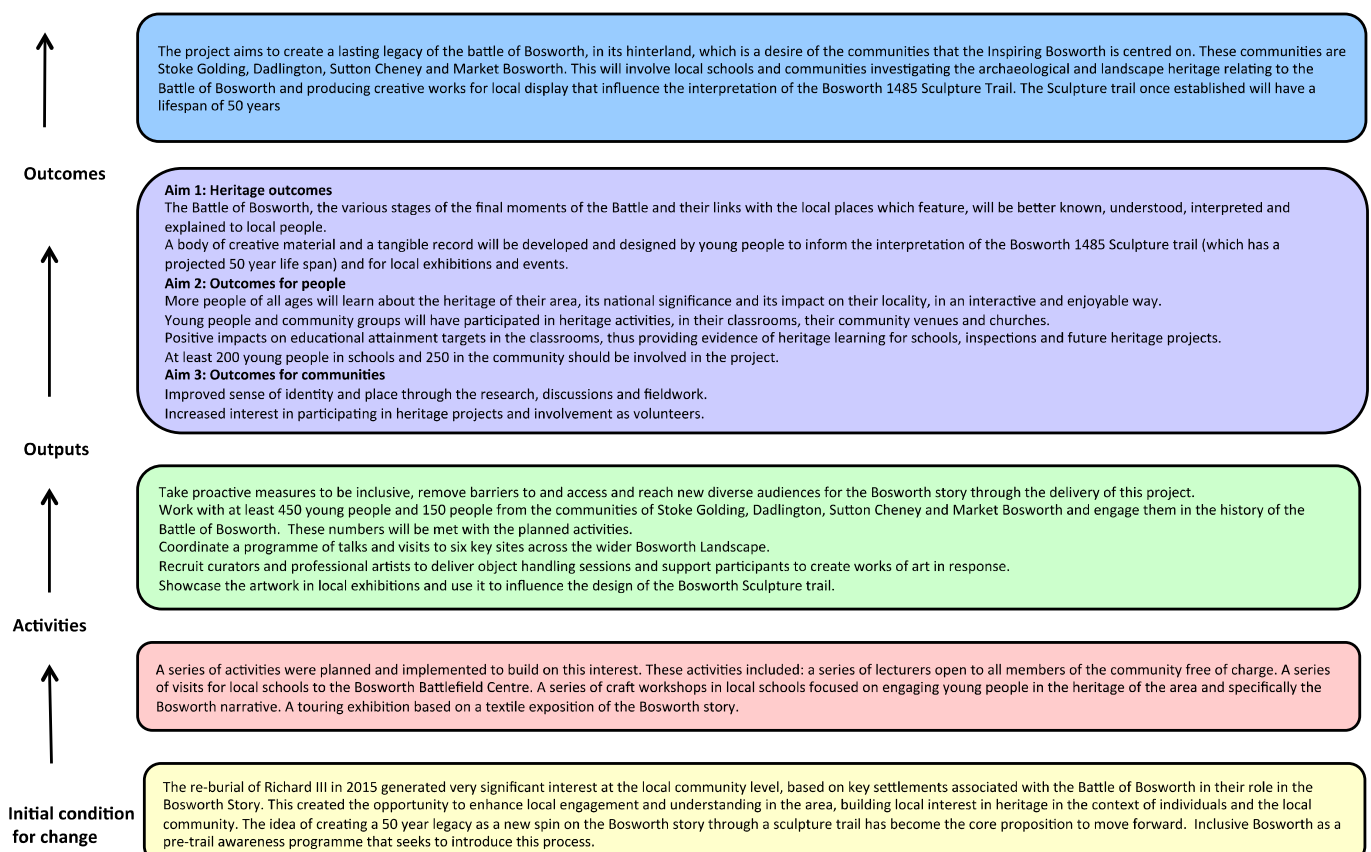 The project aims to create a lasting legacy of the battle of Bosworth, in its hinterland, which is a desire of the communities that the Inspiring Bosworth is centred on. These communities are
Stoke Golding, Dadlington, Sutton Cheney and Market Bosworth. This will involve local schools and communities investigating the archaeological and landscape heritage relating to the
Battle of Bosworth and producing creative works for local display that influence the interpretation of the Bosworth 1485 Sculpture Trail. The Sculpture trail once established will have a
lifespan of 50 years
Outcomes
Aim 1: Heritage outcomes
The Battle of Bosworth, the various stages of the final moments of the Battle and their links with the local places which feature, will be better known, understood, interpreted and
explained to local people.
A body of creative material and a tangible record will be developed and designed by young people to inform the interpretation of the Bosworth 1485 Sculpture trail (which has a
projected 50 year life span) and for local exhibitions and events.
Aim 2: Outcomes for people
More people of all ages will learn about the heritage of their area, its national significance and its impact on their locality, in an interactive and enjoyable way.
Young people and community groups will have participated in heritage activities, in their classrooms, their community venues and churches.
Positive impacts on educational attainment targets in the classrooms, thus providing evidence of heritage learning for schools, inspections and future heritage projects.
At least 200 young people in schools and 250 in the community should be involved in the project.
Aim 3: Outcomes for communities
Improved sense of identity and place through the research, discussions and fieldwork.
Increased interest in participating in heritage projects and involvement as volunteers.
Outputs
Take proactive measures to be inclusive, remove barriers to and access and reach new diverse audiences for the Bosworth story through the delivery of this project.
Work with at least 450 young people and 150 people from the communities of Stoke Golding, Dadlington, Sutton Cheney and Market Bosworth and engage them in the history of the
Battle of Bosworth. These numbers will be met with the planned activities.
Coordinate a programme of talks and visits to six key sites across the wider Bosworth Landscape.
Recruit curators and professional artists to deliver object handling sessions and support participants to create works of art in response.
Showcase the artwork in local exhibitions and use it to influence the design of the Bosworth Sculpture trail.
Activities
A series of activities were planned and implemented to build on this interest. These activities included: a series of lecturers open to all members of the community free of charge. A series
of visits for local schools to the Bosworth Battlefield Centre. A series of craft workshops in local schools focused on engaging young people in the heritage of the area and specifically the
Bosworth narrative. A touring exhibition based on a textile exposition of the Bosworth story.
Initial condition
for change
The re-burial of Richard III in 2015 generated very significant interest at the local community level, based on key settlements associated with the Battle of Bosworth in their role in the
Bosworth Story. This created the opportunity to enhance local engagement and understanding in the area, building local interest in heritage in the context of individuals and the local
community. The idea of creating a 50 year legacy as a new spin on the Bosworth story through a sculpture trail has become the core proposition to move forward. Inclusive Bosworth as a
pre-trail awareness programme that seeks to introduce this process.